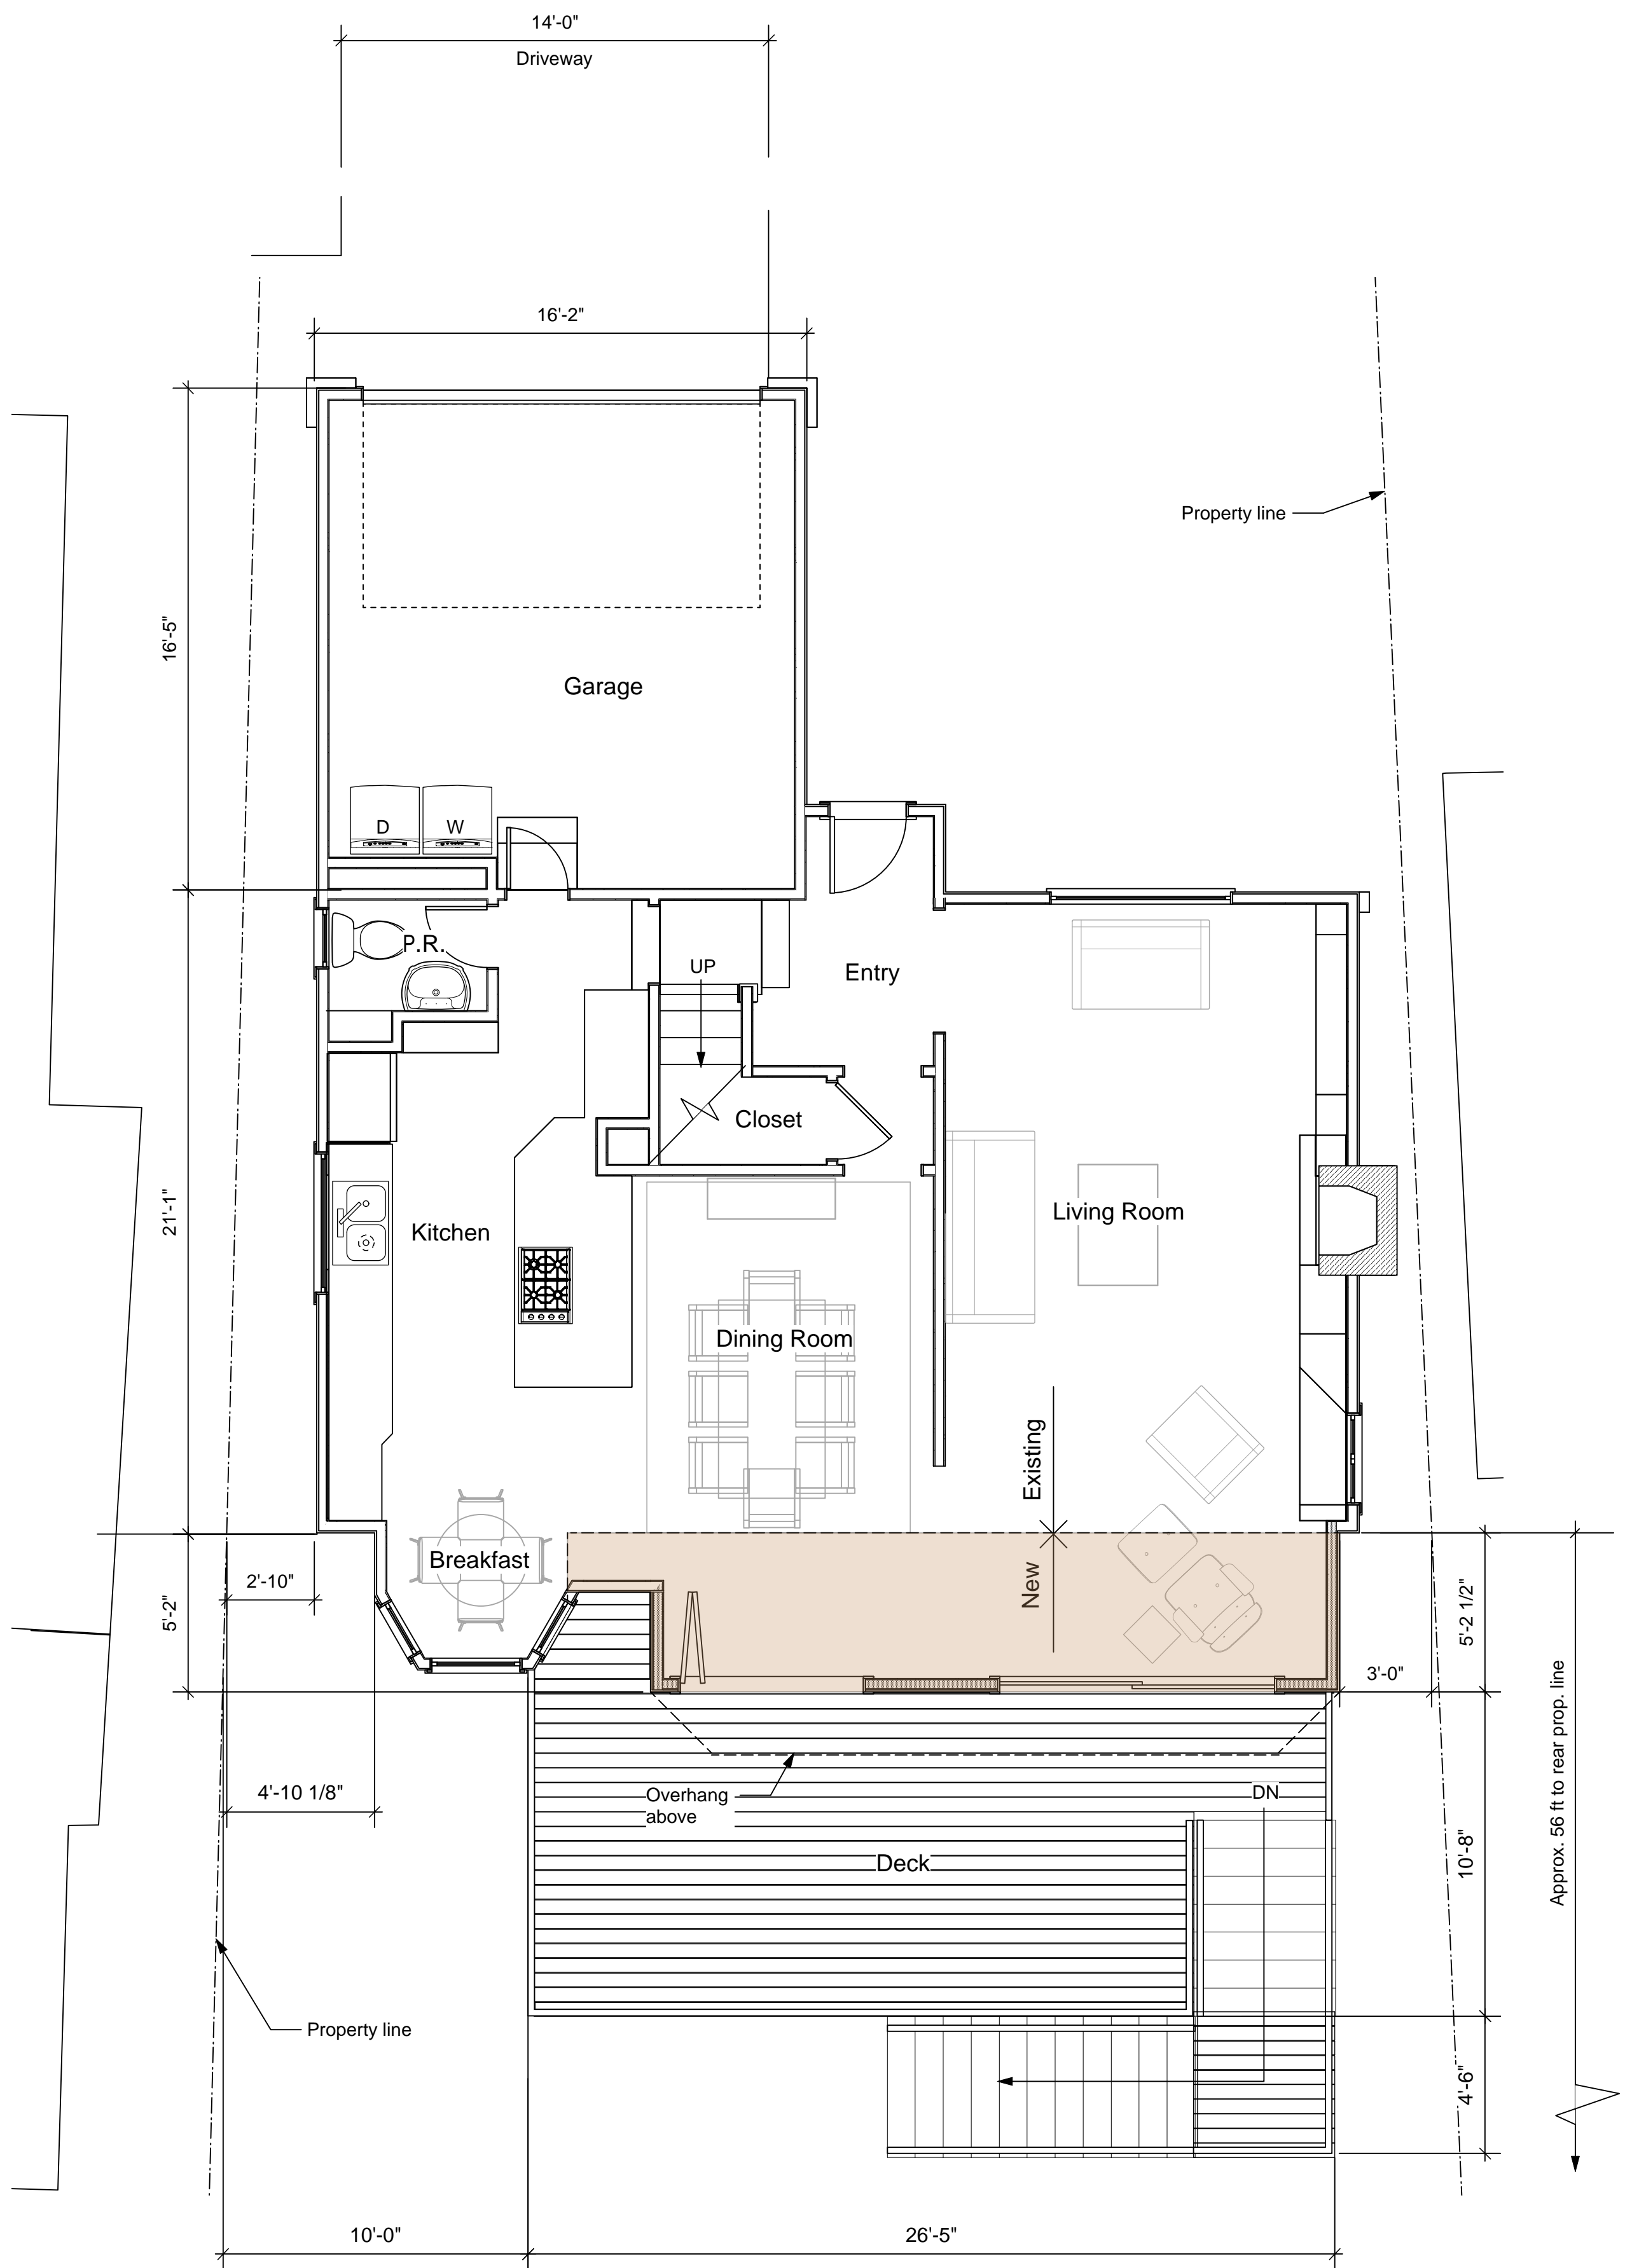 14'-0"
Driveway
16'-2"
Property line
16'-5"
Garage
D
W
P.R.
UP
Entry
Closet
21'-1"
Kitchen
Living Room
Dining Room
Existing
Breakfast
New
2'-10"
5'-2"
5'-2 1/2"
3'-0"
4'-10 1/8"
Overhang
above
DN
Approx. 56 ft to rear prop. line
Deck
10'-8"
Property line
4'-6"
10'-0"
26'-5"